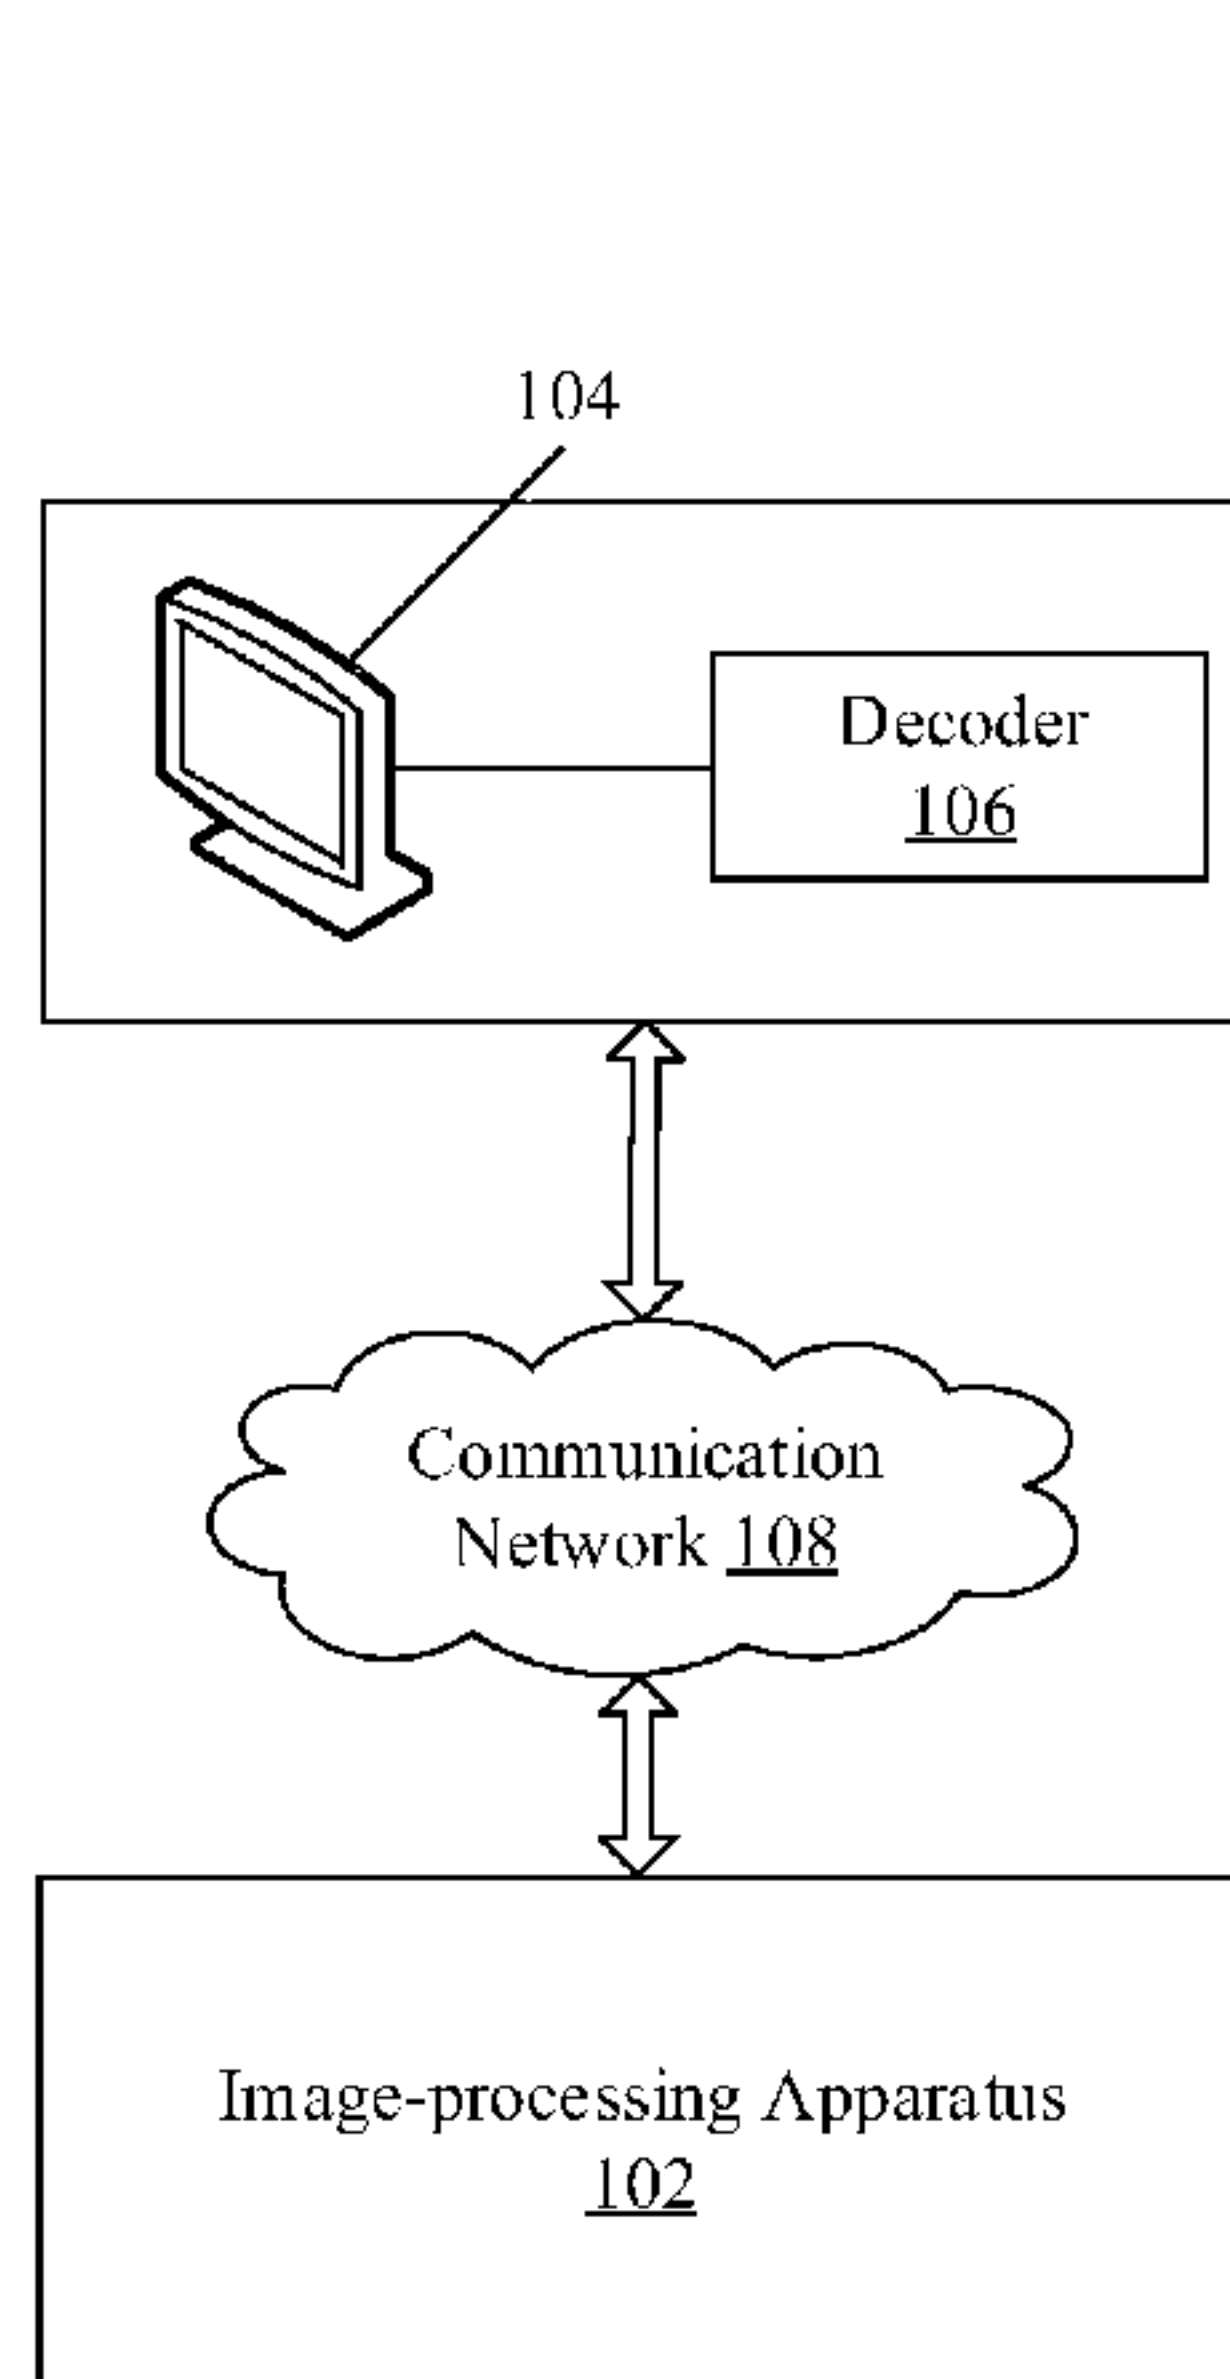 104
Decoder
106
Communication
Network 108
Image-processing Apparatus
102